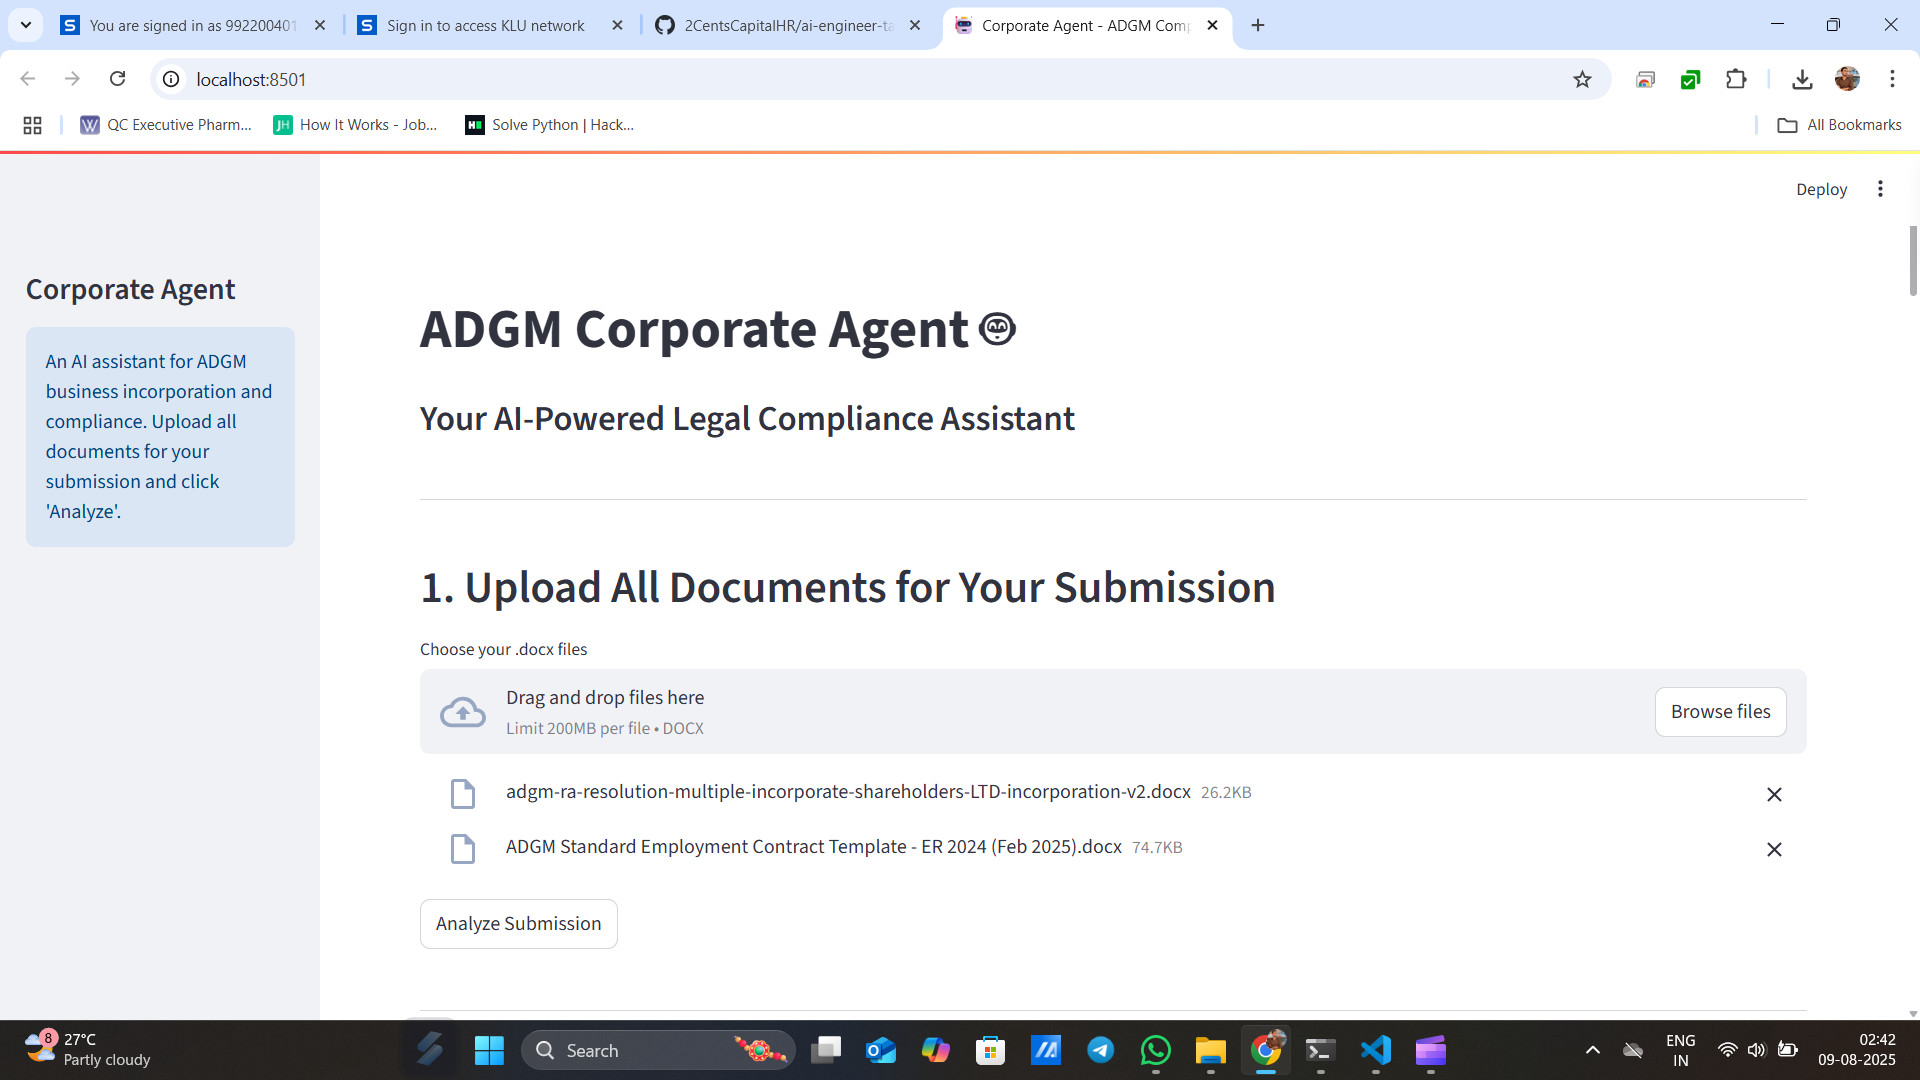 You are signed in as 992200401
Sign in to access KLU network
2CentsCapitalHR/ai-engineer-ta
Corporate Agent - ADGM Comp
localhost:8501
QC Executive Pharm...
How It Works - Job...
Solve Python | Hack...
All Bookmarks
Deploy
Corporate Agent
An AI assistant for ADGM
business incorporation and
compliance. Upload all
documents for your
submission and click
'Analyze'.
ADGM Corporate Agent
Your AI-Powered Legal Compliance Assistant
1. Upload All Documents for Your Submission
Choose your .docx files
Drag and drop files here
Limit 200MB per file • DOCX
Browse files
adgm-ra-resolution-multiple-incorporate-shareholders-LTD-incorporation-v2.docx 26.2KB
ADGM Standard Employment Contract Template - ER 2024 (Feb 2025).docx 74.7KB
Analyze Submission
8
27°C
Partly cloudy
Search
ENG
IN
02:42
09-08-2025